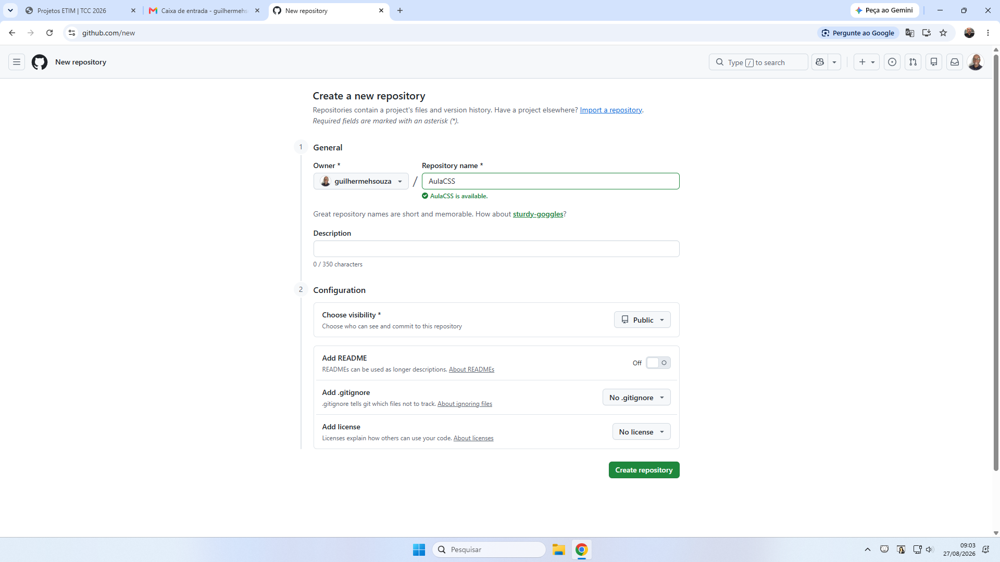 Projetos ETIM | TCC 2026
Caixa de entrada - guilhermehs
New repository
Peça ao Gemini
github.com/new
Pergunte ao Google
New repository
Type / to search
Create a new repository
Repositories contain a project's files and version history. Have a project elsewhere? Import a repository.
Required fields are marked with an asterisk (*).
1
General
Owner *
Repository name *
guilhermehsouza
/
AulaCSS
AulaCSS is available.
Great repository names are short and memorable. How about sturdy-goggles?
Description
0 / 350 characters
2
Configuration
Choose visibility *
Choose who can see and commit to this repository
Public
Add README
READMEs can be used as longer descriptions. About READMEs
Off
Add .gitignore
.gitignore tells git which files not to track. About ignoring files
No .gitignore
Add license
Licenses explain how others can use your code. About licenses
No license
Create repository
Pesquisar
09:03
27/08/2026